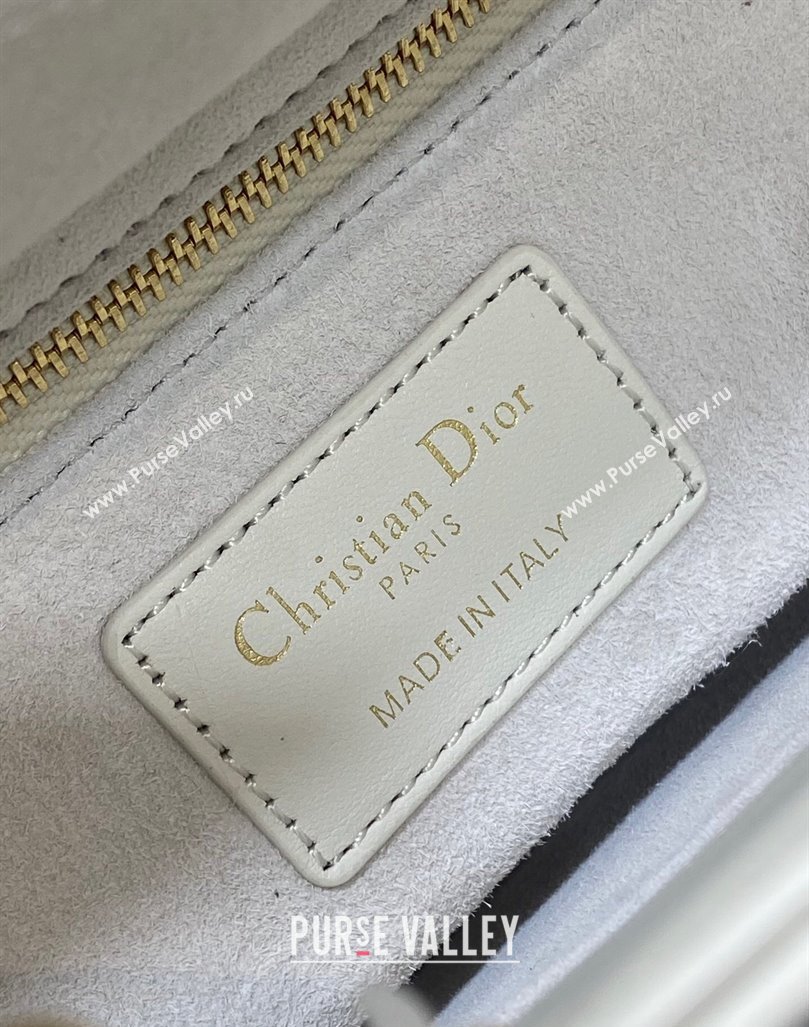 www.PurseValley.ru
www.PurseValley.ru
Christian Dior
PARIS
MADE IN ITALY
PURSE VALLEY